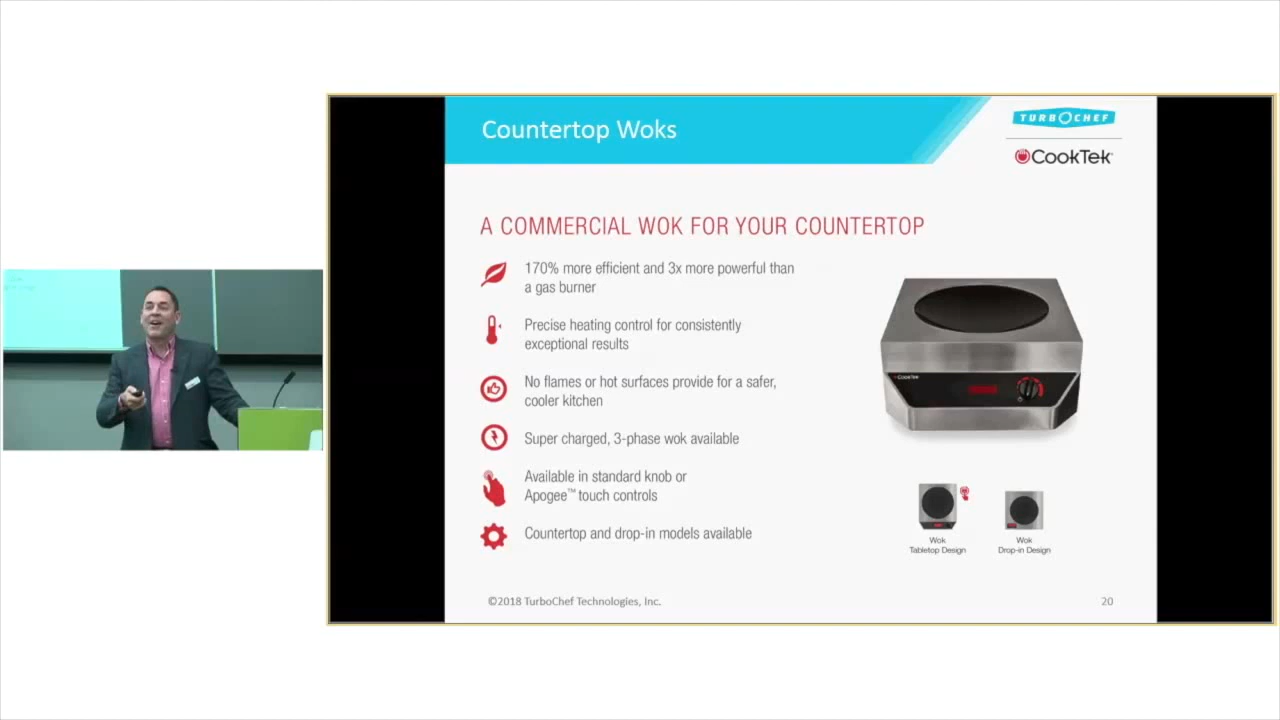 Countertop Woks
TURBOCHEF
CookTek
A COMMERCIAL WOK FOR YOUR COUNTERTOP
170% more efficient and 3x more powerful than
a gas burner
Precise heating control for consistently
exceptional results
No flames or hot surfaces provide for a safer,
cooler kitchen
Super charged, 3-phase wok available
Available in standard knob or
Apogee™ touch controls
Countertop and drop-in models available
CookTek
Wok
Tabletop Design
Wok
Drop-in Design
©2018 TurboChef Technologies, Inc.
20